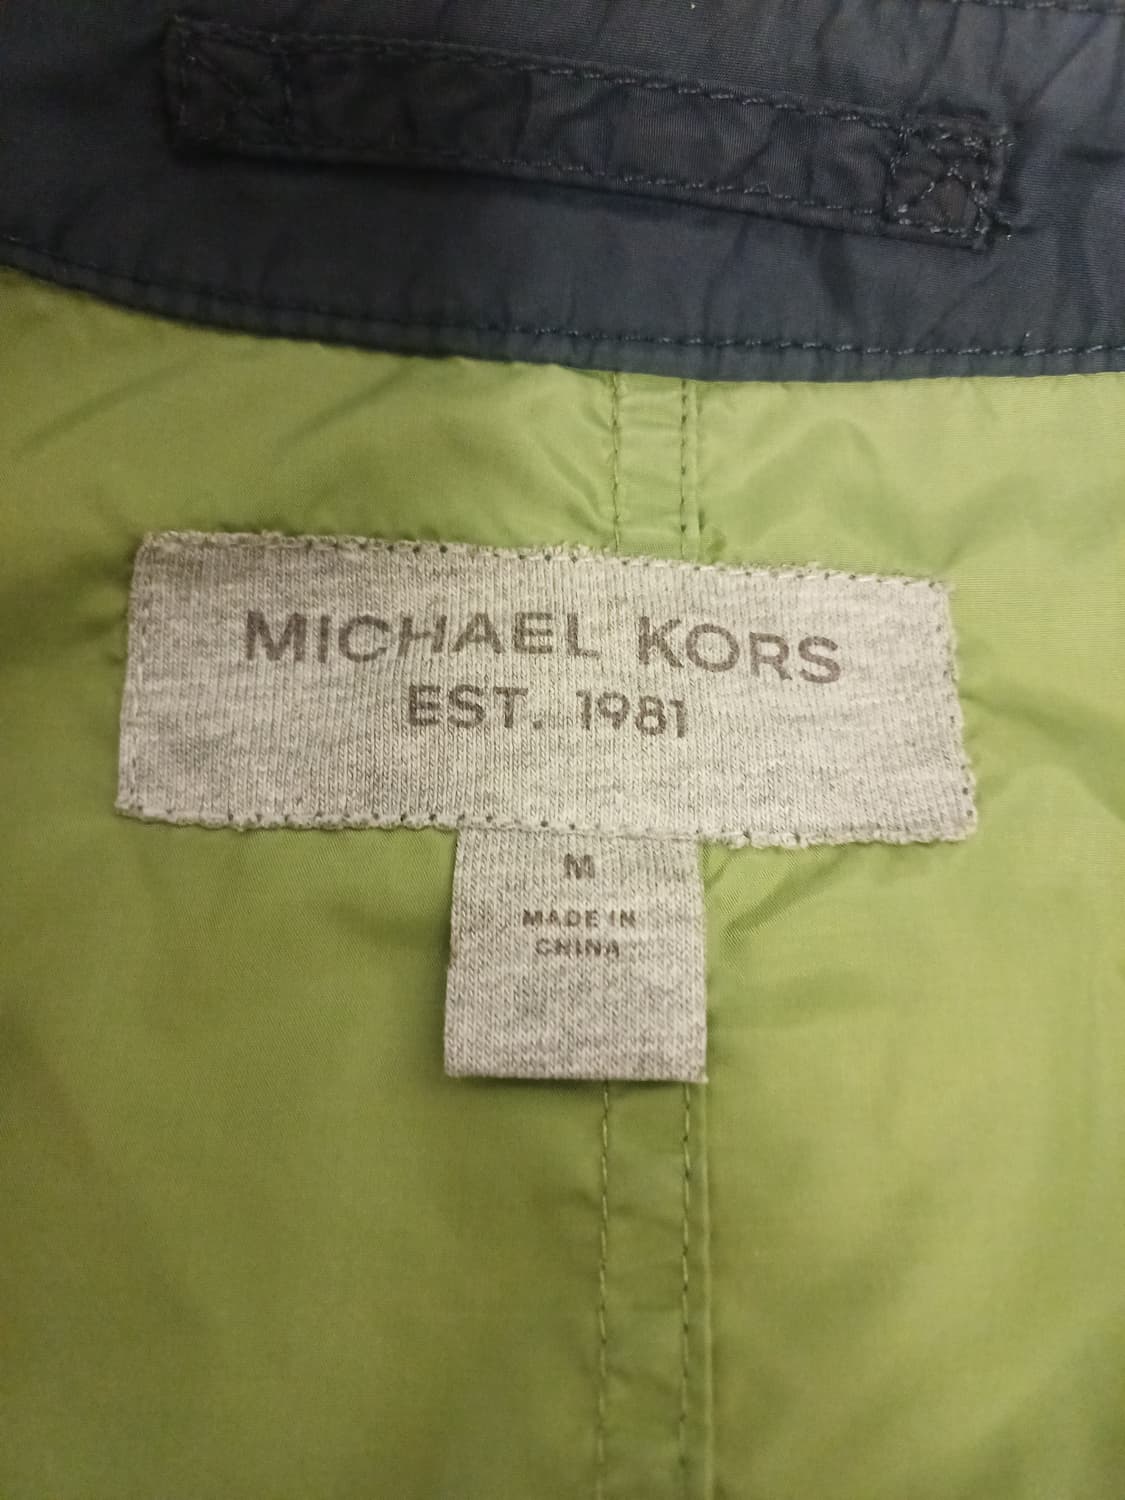 MICHAEL KORS
EST. 1981
M
MADE IN
CHINA